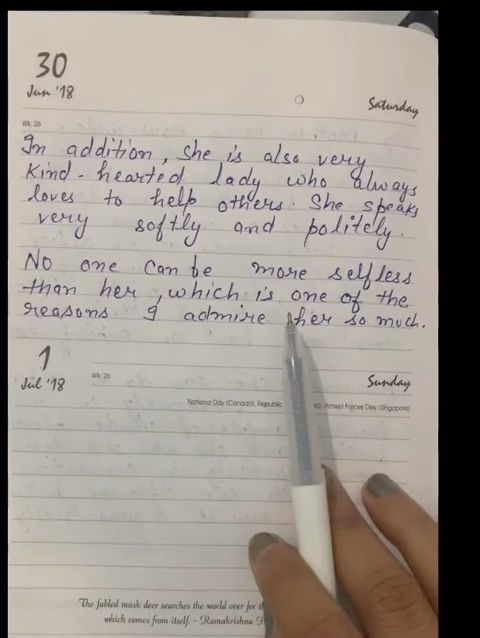 30
Jun '18
Saturday
Wk: 26
In addition, she is also very
kind-hearted lady who always
loves to help others. She speaks
very softly and politely.
No one can be more selfless
than her, which is one of the
reasons I admire her so much.
1
Jul '18
Wk: 26
Sunday
National Day (Canada), Republic Armed Forces Day (Singapore)
The fabled musk deer searches the world over for th
which comes from itself. - Ramakrishna P